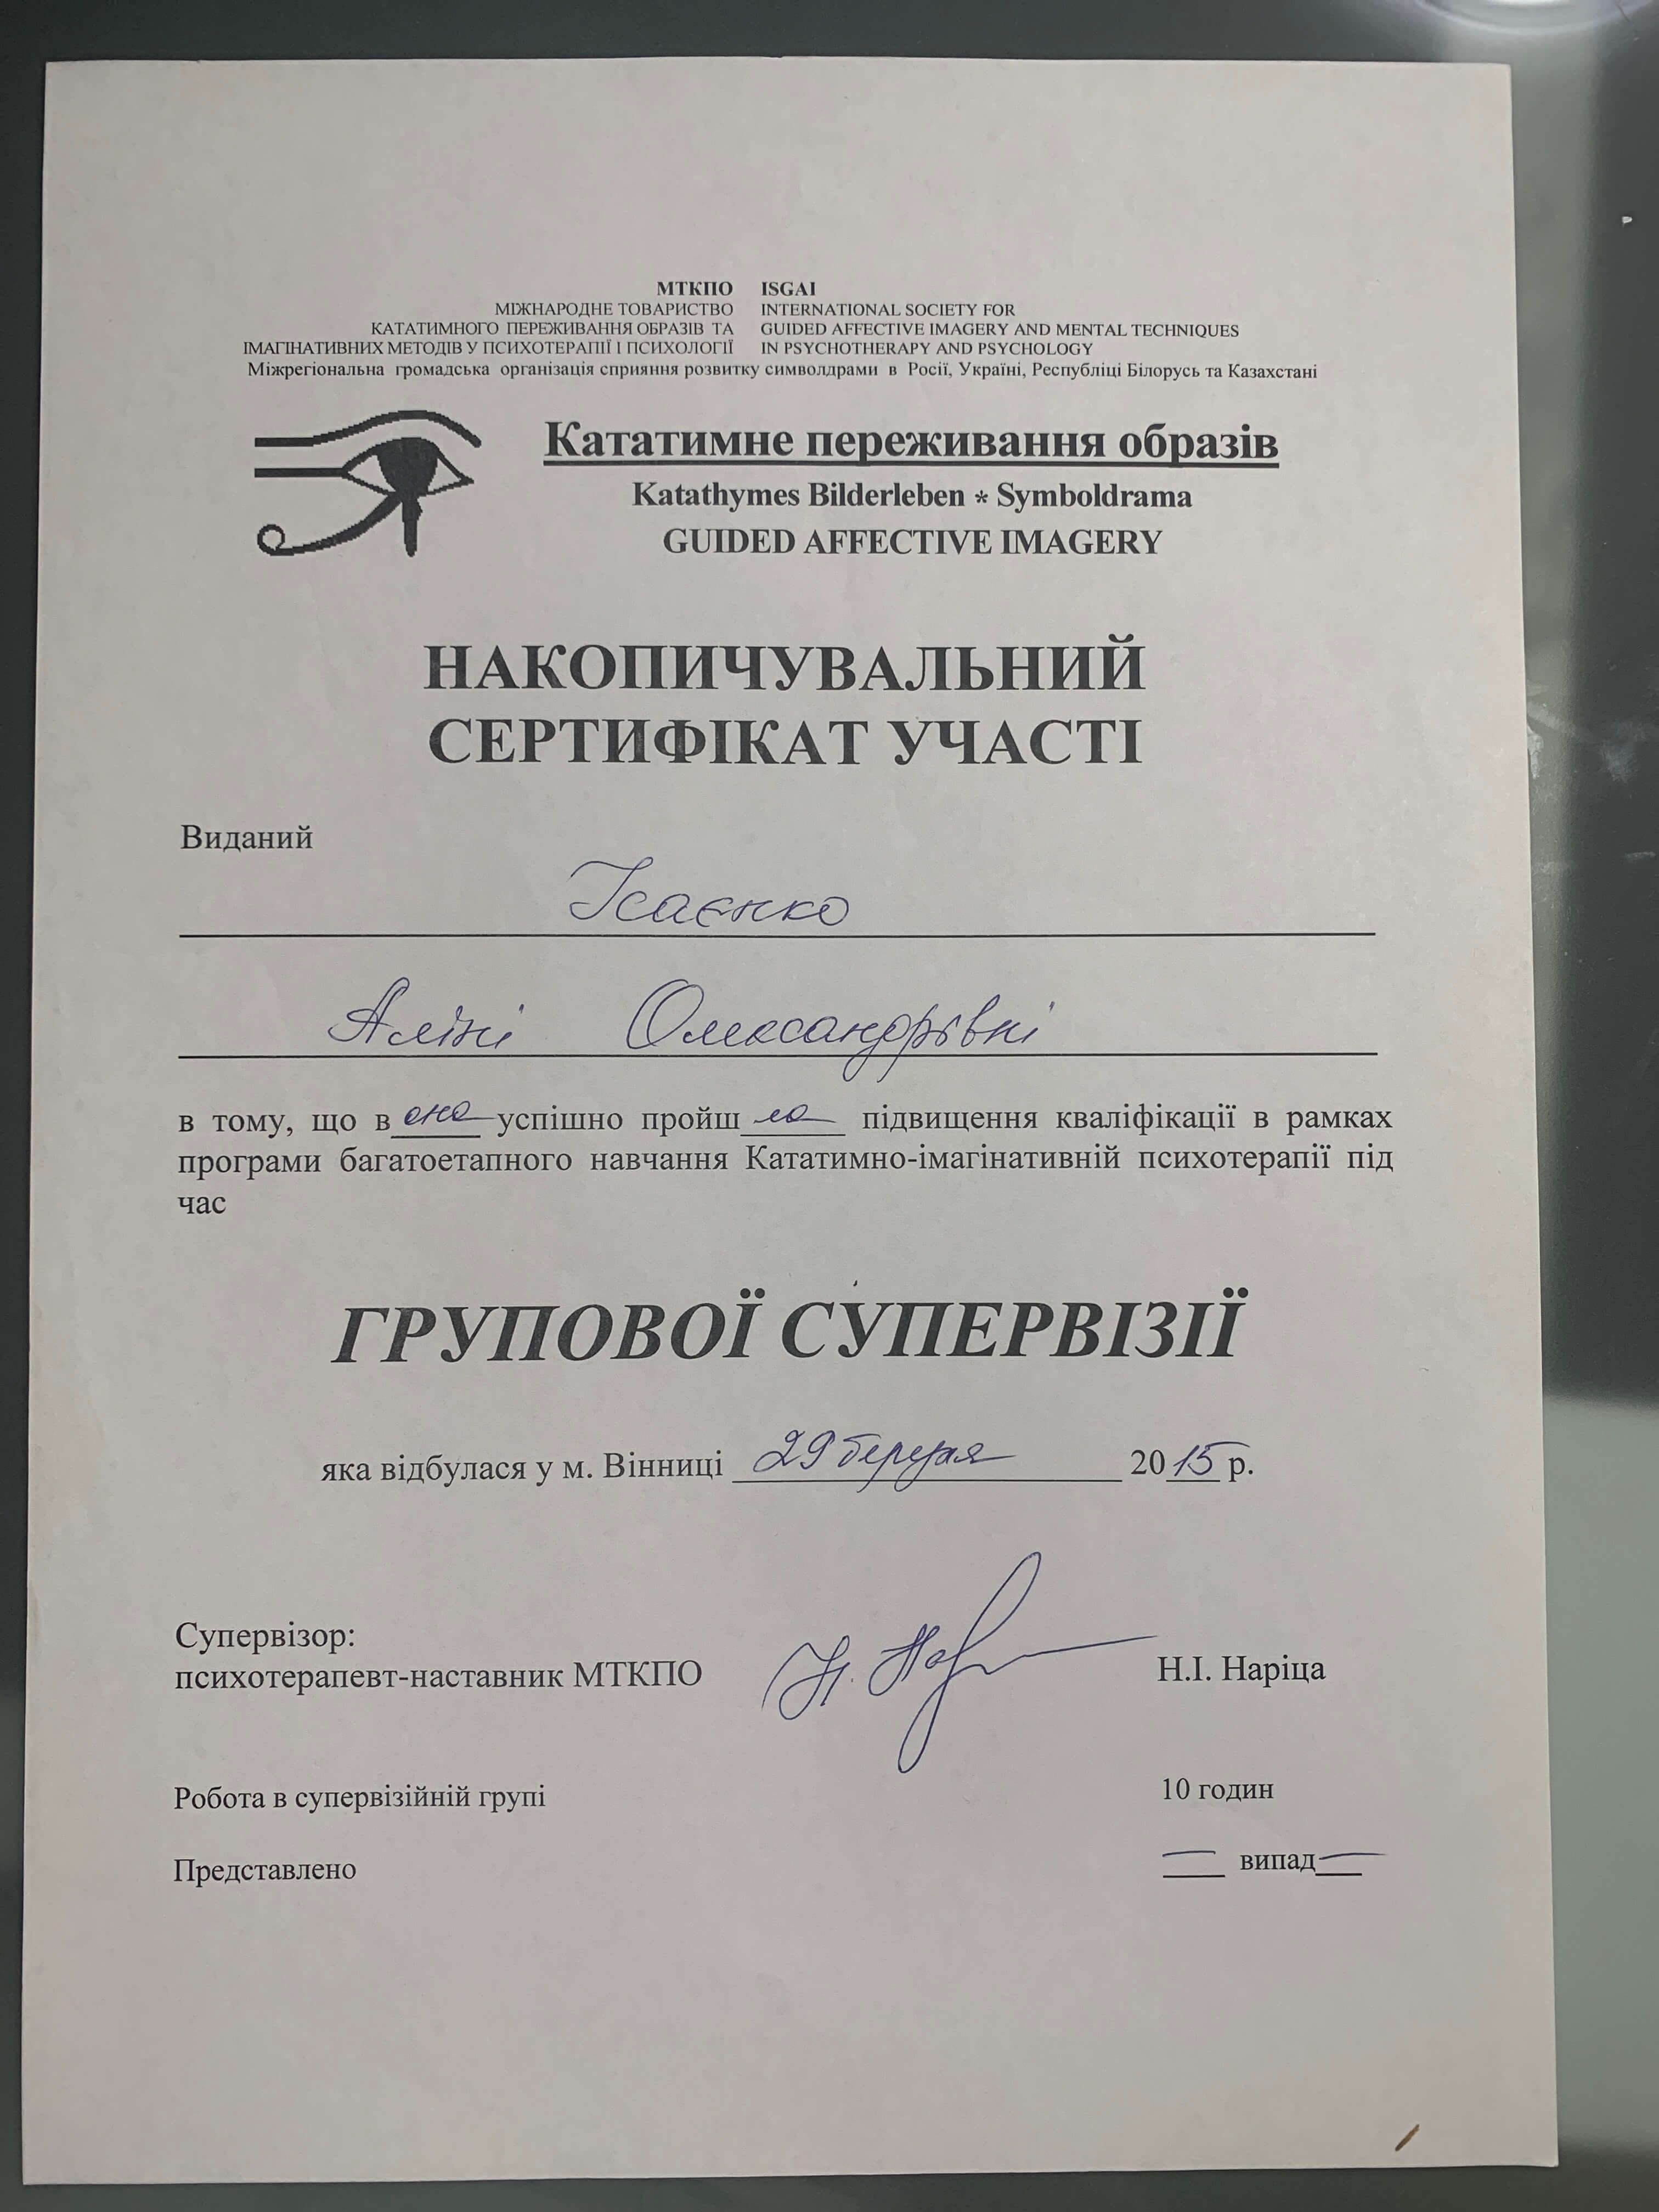 МТКПО ISGAI
МІЖНАРОДНЕ ТОВАРИСТВО INTERNATIONAL SOCIETY FOR
КАТАТИМНОГО ПЕРЕЖИВАННЯ ОБРАЗІВ ТА GUIDED AFFECTIVE IMAGERY AND MENTAL TECHNIQUES
ІМАГІНАТИВНИХ МЕТОДІВ У ПСИХОТЕРАПІЇ І ПСИХОЛОГІЇ IN PSYCHOTHERAPY AND PSYCHOLOGY
Міжрегіональна громадська організація сприяння розвитку символдрами в Росії, Україні, Республіці Білорусь та Казахстані
Кататимне переживання образів
Katathymes Bilderleben * Symboldrama
GUIDED AFFECTIVE IMAGERY
НАКОПИЧУВАЛЬНИЙ
СЕРТИФІКАТ УЧАСТІ
Виданий
Ісаєнко
Аліні Олександрівні
в тому, що вона успішно пройшла підвищення кваліфікації в рамках
програми багатоетапного навчання Кататимно-імагінативній психотерапії під
час
ГРУПОВОЇ СУПЕРВІЗІЇ
яка відбулася у м. Вінниці 29 березня 2015 р.
Супервізор:
психотерапевт-наставник МТКПО Н.І. Наріца
Робота в супервізійній групі 10 годин
Представлено — випад—